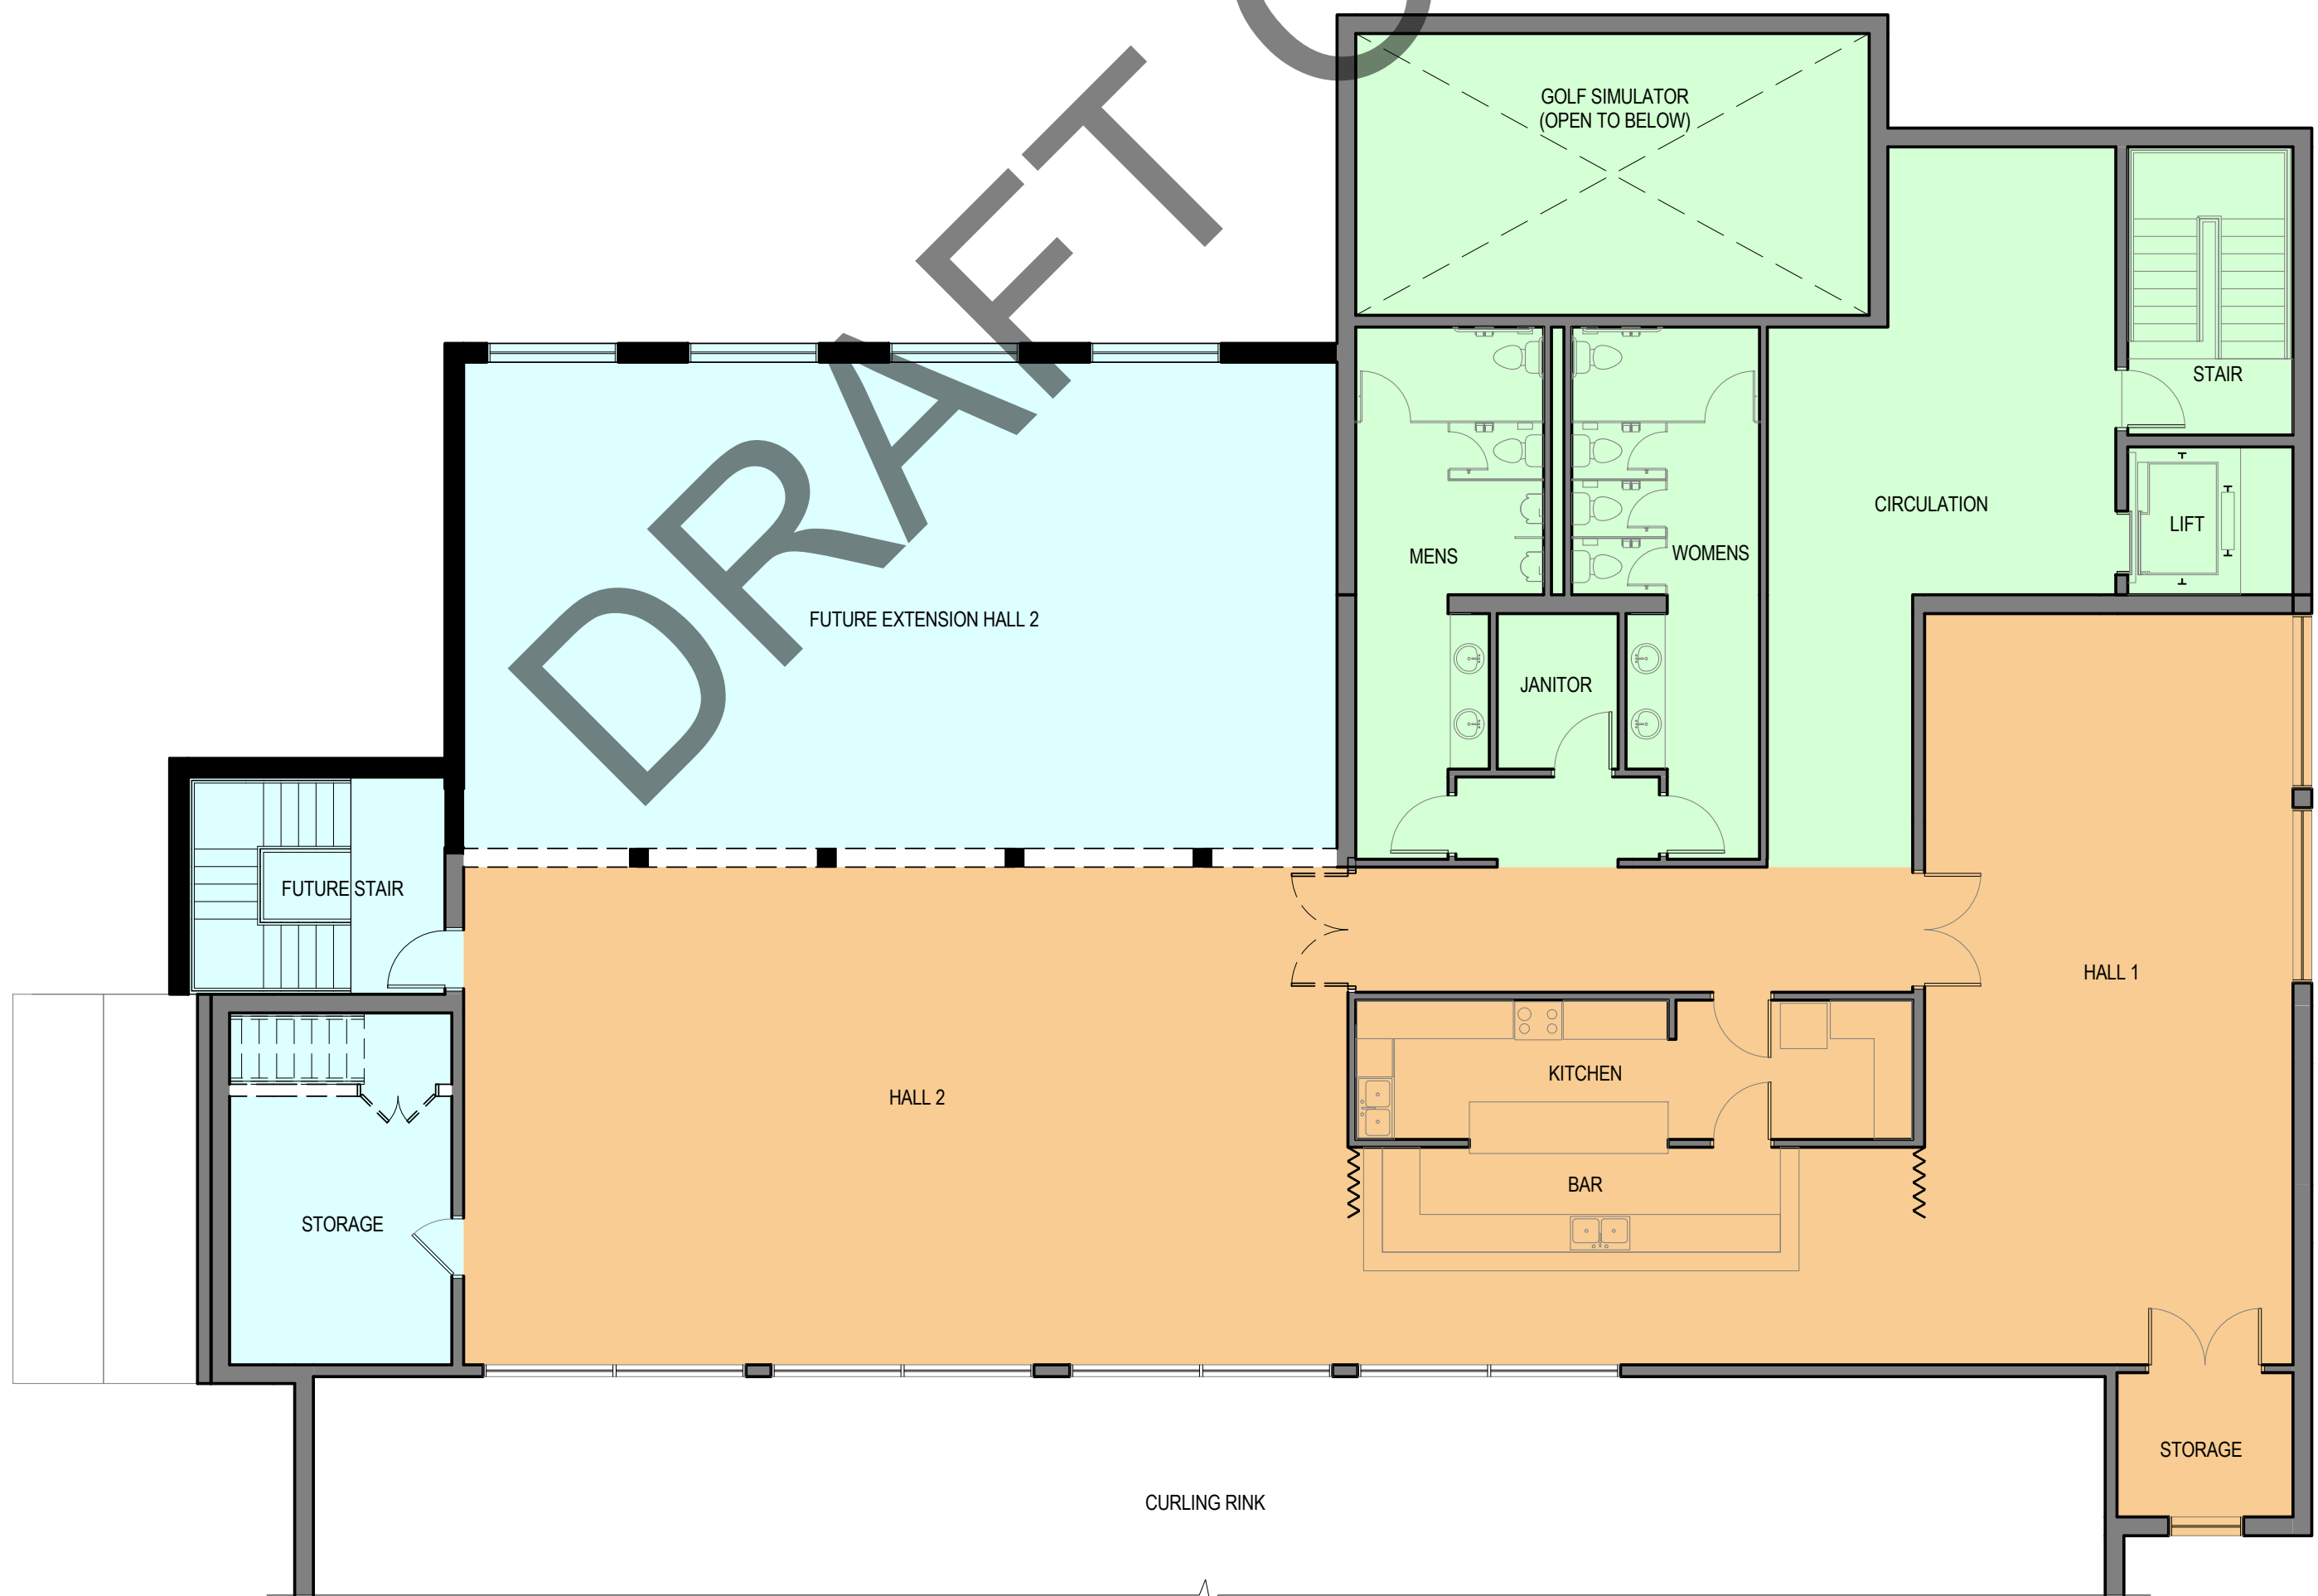 GOLF SIMULATOR
(OPEN TO BELOW)
STAIR
CIRCULATION
LIFT
MENS
WOMENS
FUTURE EXTENSION HALL 2
JANITOR
DRAFT
FUTURE STAIR
HALL 1
KITCHEN
HALL 2
BAR
STORAGE
STORAGE
CURLING RINK